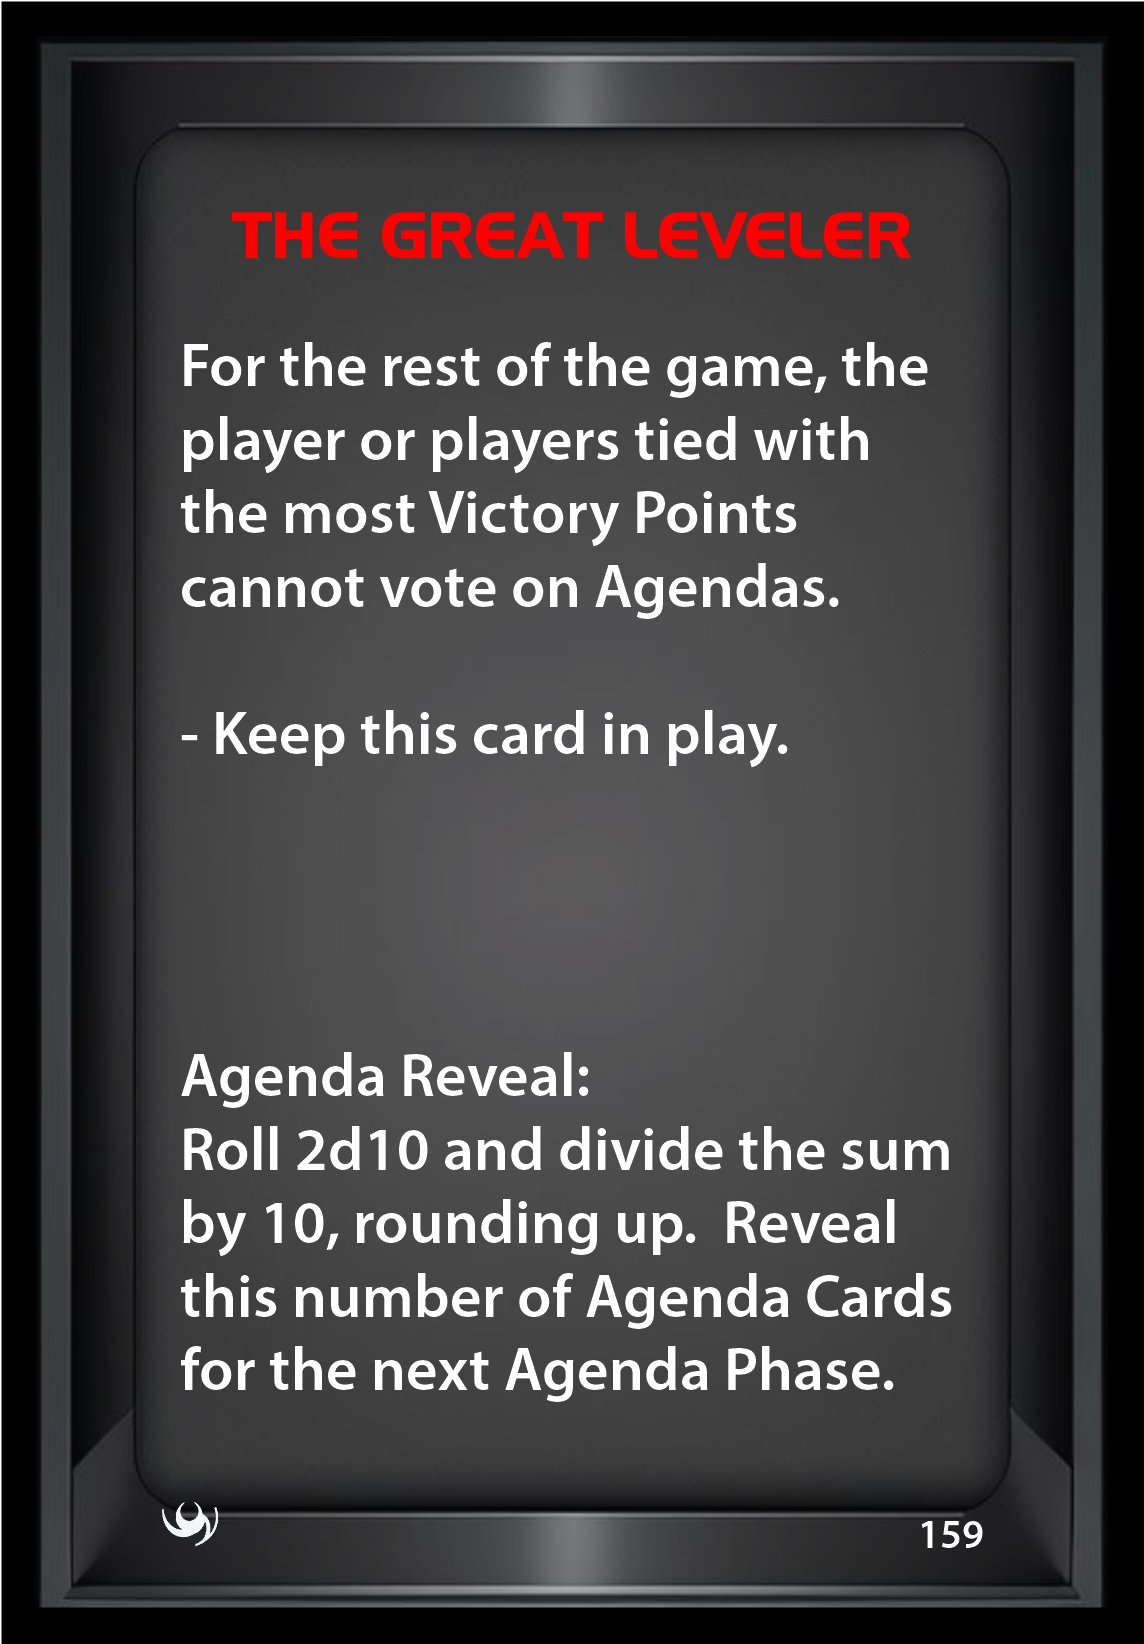 THE GREAT LEVELER
For the rest of the game, the
player or players tied with
the most Victory Points
cannot vote on Agendas.
- Keep this card in play.
Agenda Reveal:
Roll 2d10 and divide the sum
by 10, rounding up.  Reveal
this number of Agenda Cards
for the next Agenda Phase.
159